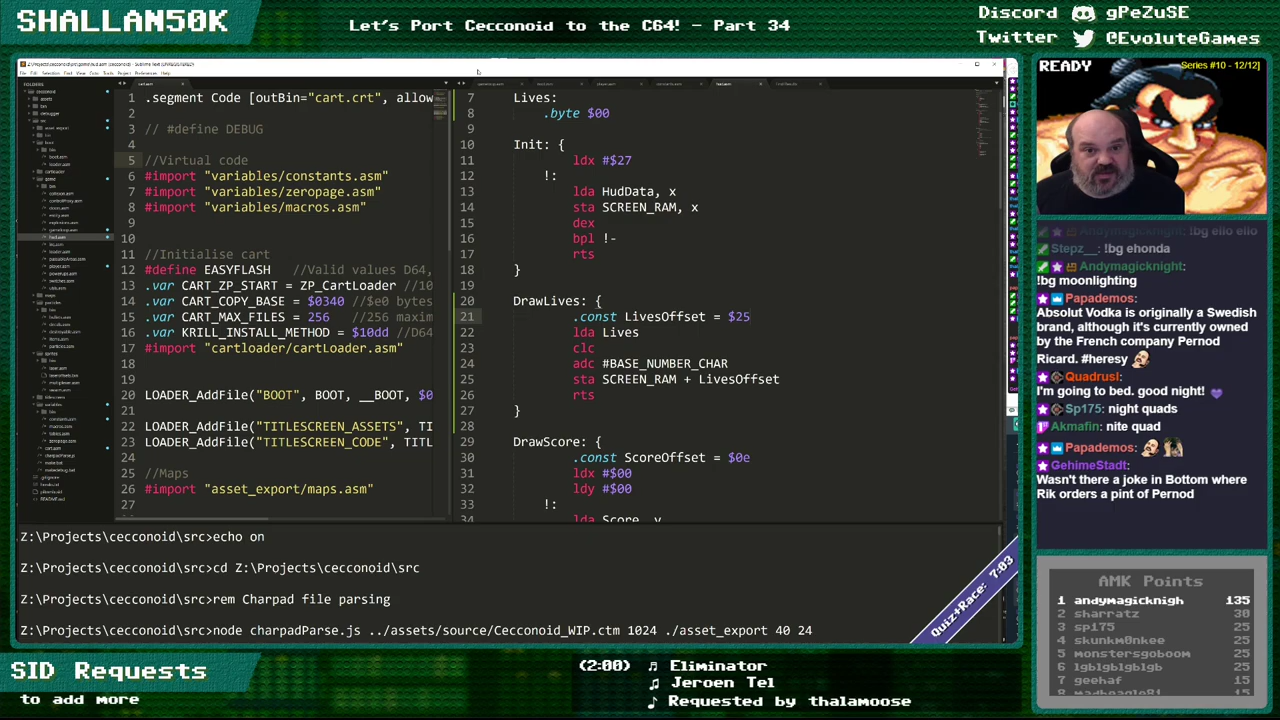 SHALLAN50K
Let's Port Cecconoid to the C64! - Part 34
Discord gPeZuSE
Twitter @EvoluteGames
READY
Series #10 - 12/12]
1 .segment Code [outBin="cart.crt", allow
2
3 // #define DEBUG
4
5 //Virtual code
6 #import "variables/constants.asm"
7 #import "variables/zeropage.asm"
8 #import "variables/macros.asm"
9
10
11 //Initialise cart
12 #define EASYFLASH //Valid values D64,
13 .var CART_ZP_START = ZP_CartLoader //10
14 .var CART_COPY_BASE = $0340 //$e0 bytes
15 .var CART_MAX_FILES = 256 //256 maxim
16 .var KRILL_INSTALL_METHOD = $10dd //D64
17 #import "cartloader/cartLoader.asm"
18
19
20 LOADER_AddFile("BOOT", BOOT, __BOOT, $0
21
22 LOADER_AddFile("TITLESCREEN_ASSETS", TI
23 LOADER_AddFile("TITLESCREEN_CODE", TITL
24
25 //Maps
26 #import "asset_export/maps.asm"
27
7 Lives:
8 .byte $00
9
10 Init: {
11 ldx #$27
12 !:
13 lda HudData, x
14 sta SCREEN_RAM, x
15 dex
16 bpl !-
17 rts
18 }
19
20 DrawLives: {
21 .const LivesOffset = $25
22 lda Lives
23 clc
24 adc #BASE_NUMBER_CHAR
25 sta SCREEN_RAM + LivesOffset
26 rts
27 }
28
29 DrawScore: {
30 .const ScoreOffset = $0e
31 ldx #$00
32 ldy #$00
33 !:
34 lda Score, y
Z:\Projects\cecconoid\src>echo on
Z:\Projects\cecconoid\src>cd Z:\Projects\cecconoid\src
Z:\Projects\cecconoid\src>rem Charpad file parsing
Z:\Projects\cecconoid\src>node charpadParse.js ../assets/source/Cecconoid_WIP.ctm 1024 ./asset_export 40 24
Quiz+Race: 7:03
Andymagicknight: !bg ello ello
Stepz__: !bg ehonda
Andymagicknight:
!bg moonlighting
Papademos:
Absolut Vodka is originally a Swedish
brand, although it's currently owned
by the French company Pernod
Ricard. #heresy
Quadrusl:
I'm going to bed. good night!
Sp175: night quads
Akmafin: nite quad
Papademos:
GehimeStadt:
Wasn't there a joke in Bottom where
Rik orders a pint of Pernod
AMK Points
1 andymagicknigh 135
2 sharratz 30
3 sp175 25
4 skunkm0nkee 25
5 monstersgoboom 25
6 lgblgblgblgb 25
7 geehaf 15
8 madbeagle81 15
SID Requests
to add more
(2:00) Eliminator
Jeroen Tel
Requested by thalamoose